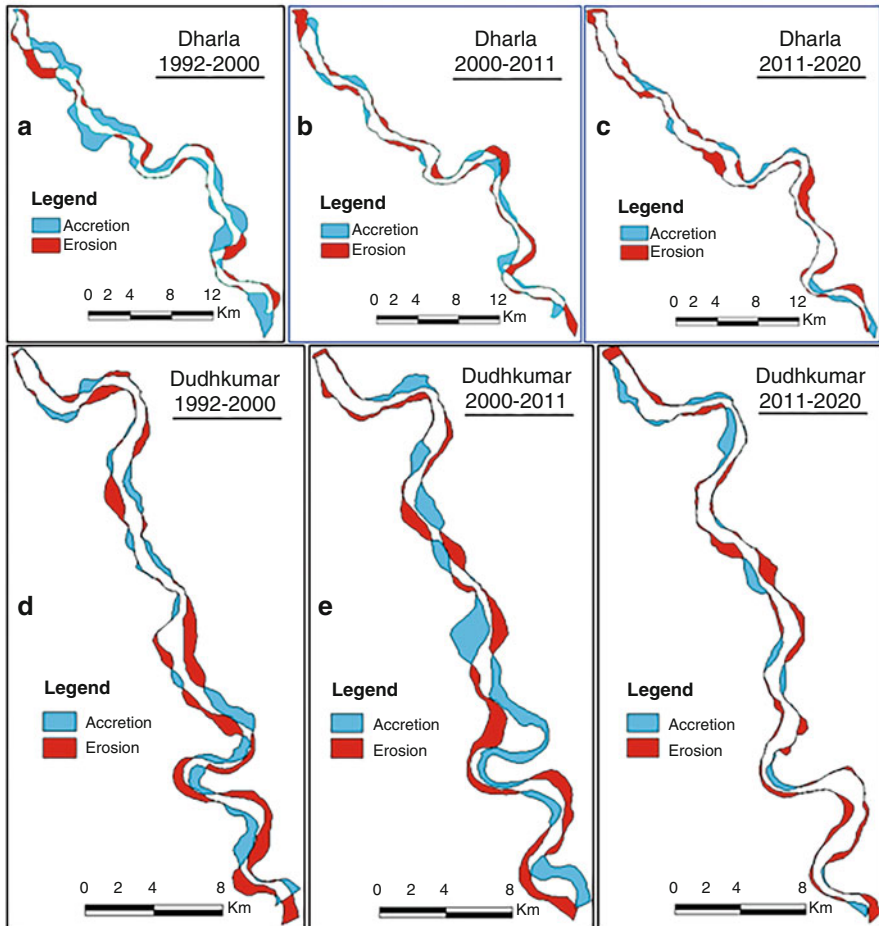 Dharla
1992-2000
a
Legend
Accretion
Erosion
0 2 4 8 12
Km
Dharla
2000-2011
b
Legend
Accretion
Erosion
0 2 4 8 12
Km
Dharla
2011-2020
c
Legend
Accretion
Erosion
0 2 4 8 12
Km
Dudhkumar
1992-2000
d
Legend
Accretion
Erosion
0 2 4 8
Km
Dudhkumar
2000-2011
e
Legend
Accretion
Erosion
0 2 4 8
Km
Dudhkumar
2011-2020
Legend
Accretion
Erosion
0 2 4 8
Km